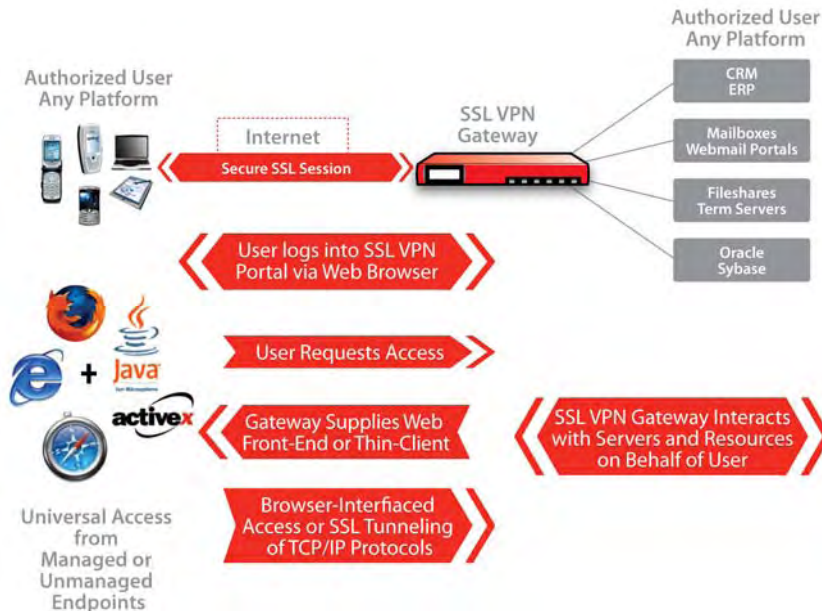 Authorized User
Any Platform
Authorized User
Any Platform
CRM
ERP
Internet
SSL VPN
Gateway
Secure SSL Session
Mailboxes
Webmail Portals
Fileshares
Term Servers
Oracle
Sybase
User logs into SSL VPN
Portal via Web Browser
User Requests Access
+
Java
activex
Gateway Supplies Web
Front-End or Thin-Client
SSL VPN Gateway Interacts
with Servers and Resources
on Behalf of User
Browser-Interfiaced
Access or SSL Tunneling
of TCP/IP Protocols
Universal Access
from
Managed or
Unmanaged
Endpoints